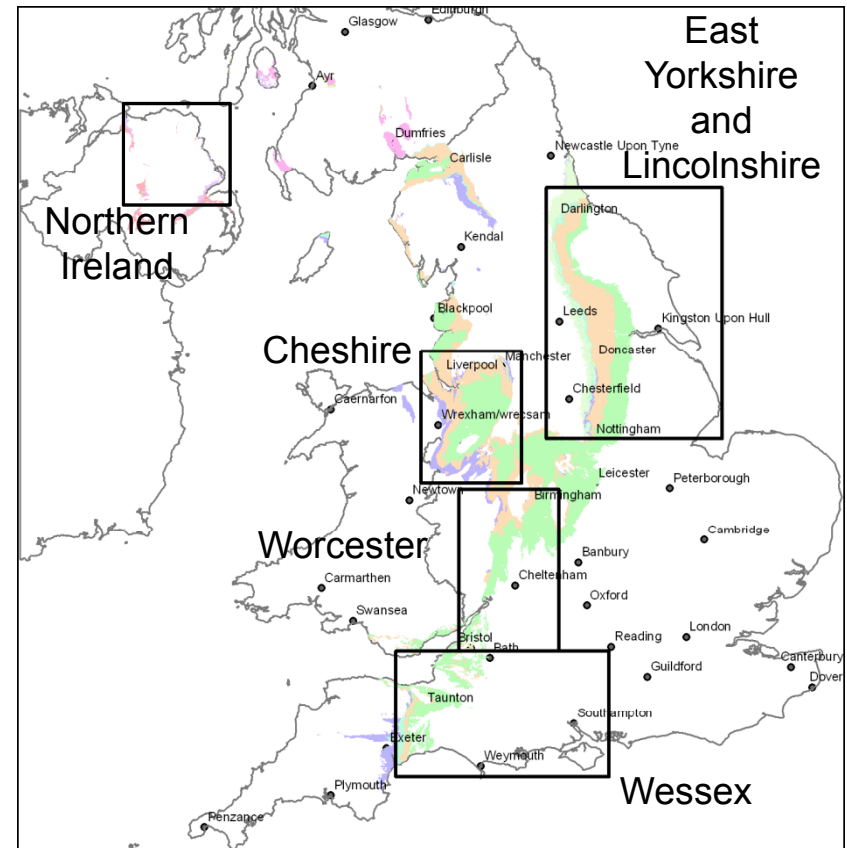 Edinburgh
Glasgow
East
Yorkshire
and
Lincolnshire
Ayr
Dumfries
Newcastle Upon Tyne
Carlisle
Northern
Ireland
Darlington
Kendal
Blackpool
Leeds
Kingston Upon Hull
Cheshire
Manchester
Doncaster
Liverpool
Chesterfield
Caernarfon
Wrexham/wrecsam
Nottingham
Leicester
Peterborough
Newtown
Birmingham
Worcester
Cambridge
Banbury
Carmarthen
Cheltenham
Oxford
Swansea
London
Bristol
Reading
Bath
Canterbury
Guildford
Dover
Taunton
Southampton
Exeter
Weymouth
Plymouth
Wessex
Penzance